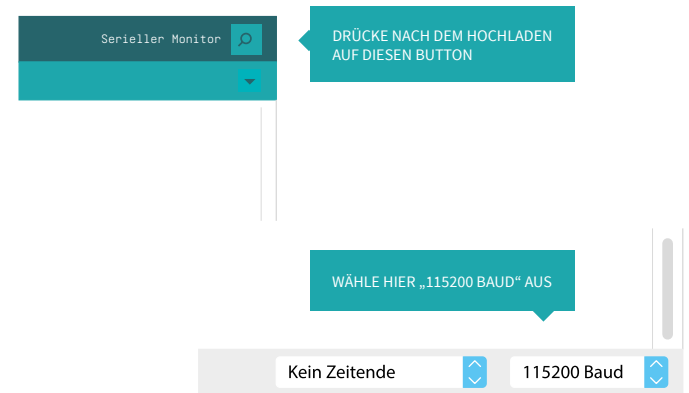 Serieller Monitor
DRÜCKE NACH DEM HOCHLADEN
AUF DIESEN BUTTON
WÄHLE HIER „115200 BAUD“ AUS
Kein Zeitende
115200 Baud